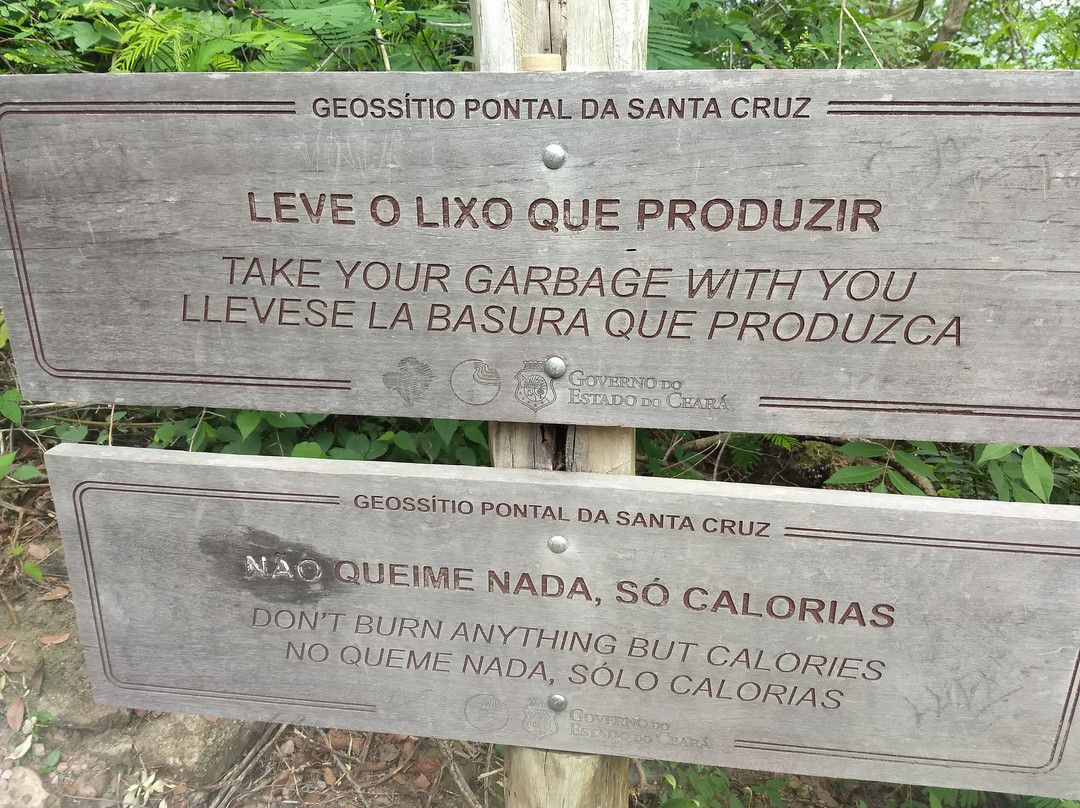 GEOSSÍTIO PONTAL DA SANTA CRUZ
LEVE O LIXO QUE PRODUZIR
TAKE YOUR GARBAGE WITH YOU
LLEVESE LA BASURA QUE PRODUZCA
GOVERNO DO
ESTADO DO CEARÁ
GEOSSÍTIO PONTAL DA SANTA CRUZ
NÃO QUEIME NADA, SÓ CALORIAS
DON'T BURN ANYTHING BUT CALORIES
NO QUEME NADA, SÓLO CALORIAS
GOVERNO DO
ESTADO DO CEARÁ